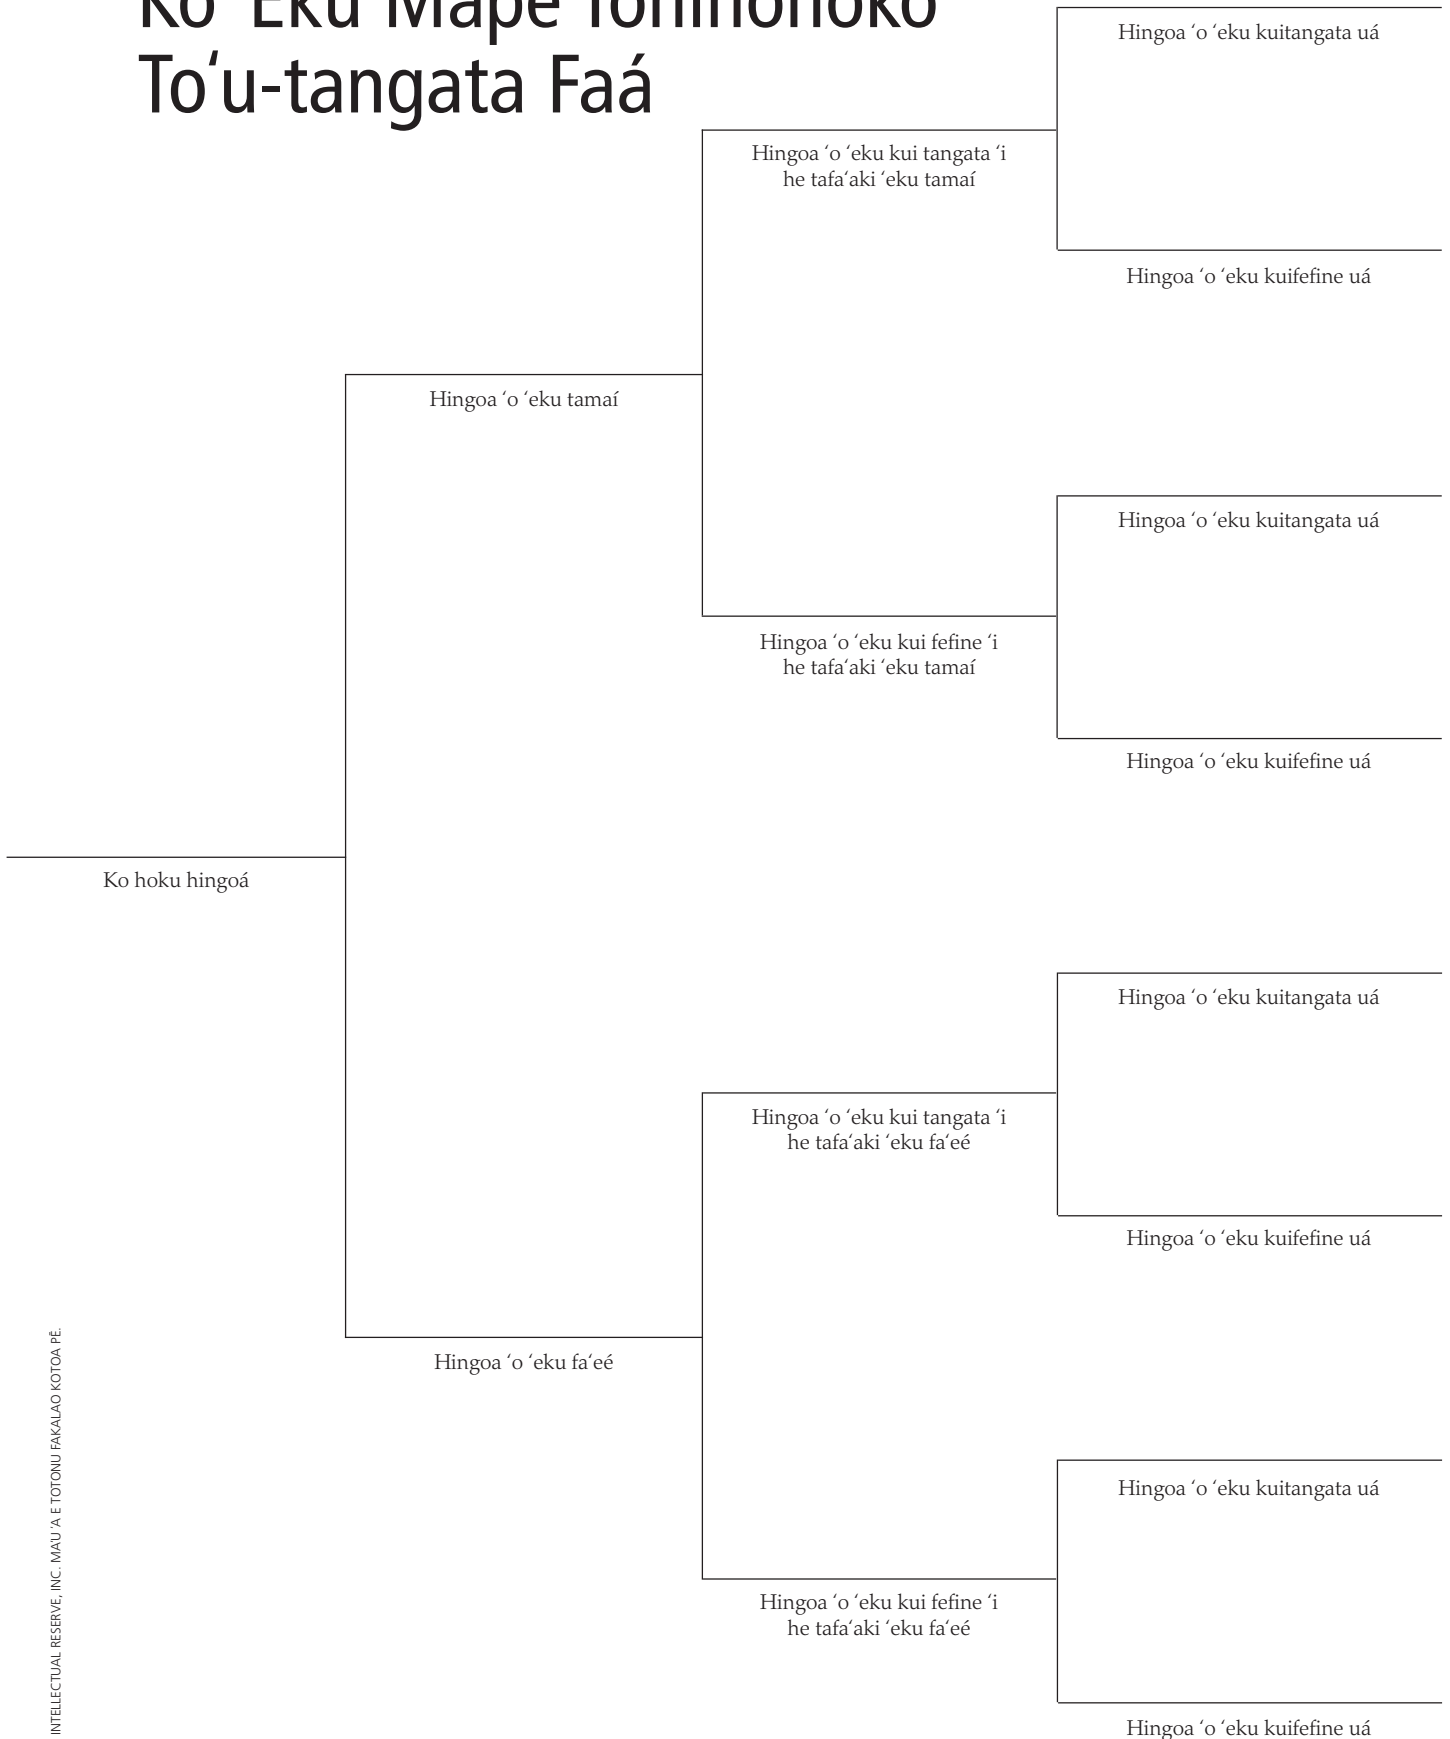 Ko ‘Eku Mape Tohinohoko
To‘u-tangata Faá
Hingoa ‘o ‘eku kuitangata uá
Hingoa ‘o ‘eku kui tangata ‘i
he tafa‘aki ‘eku tamaí
Hingoa ‘o ‘eku kuifefine uá
Hingoa ‘o ‘eku tamaí
Hingoa ‘o ‘eku kuitangata uá
Hingoa ‘o ‘eku kui fefine ‘i
he tafa‘aki ‘eku tamaí
Hingoa ‘o ‘eku kuifefine uá
Ko hoku hingoá
Hingoa ‘o ‘eku kuitangata uá
Hingoa ‘o ‘eku kui tangata ‘i
he tafa‘aki ‘eku fa‘eé
Hingoa ‘o ‘eku kuifefine uá
Hingoa ‘o ‘eku fa‘eé
Hingoa ‘o ‘eku kuitangata uá
Hingoa ‘o ‘eku kui fefine ‘i
he tafa‘aki ‘eku fa‘eé
Hingoa ‘o ‘eku kuifefine uá
INTELLECTUAL RESERVE, INC. MA‘U ‘A E TOTONU FAKALAO KOTOA PĒ.